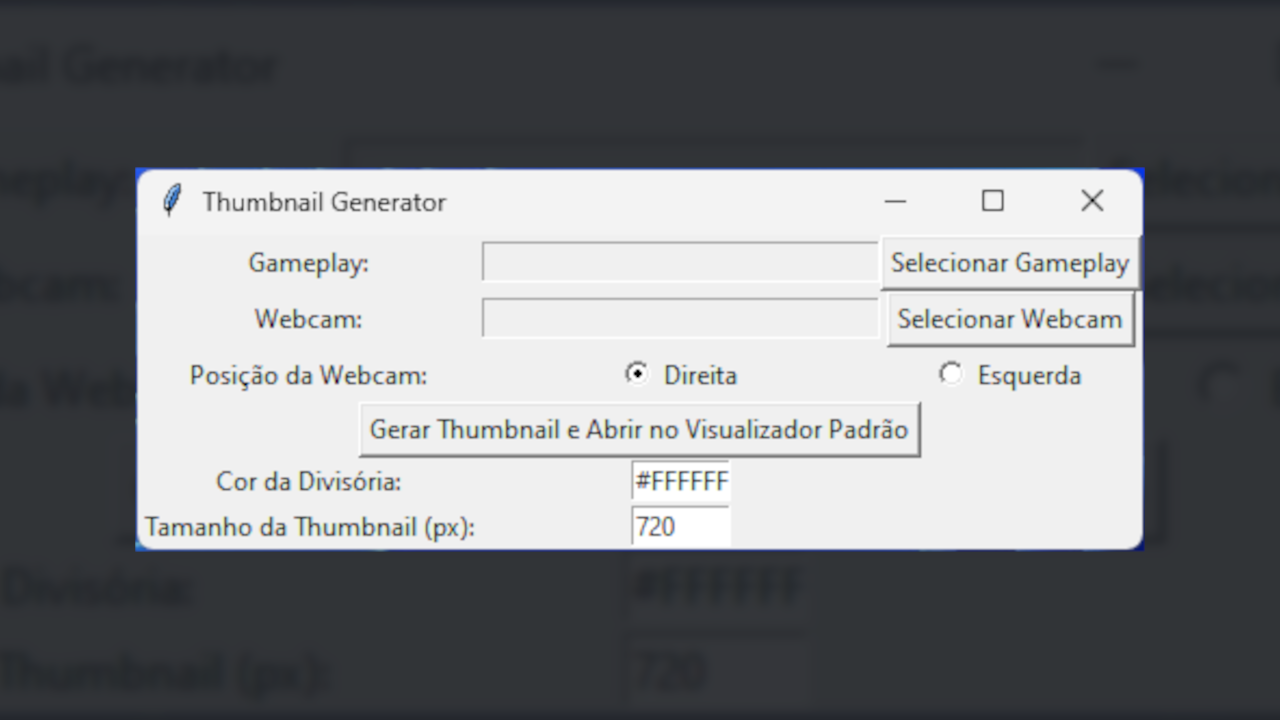 Thumbnail Generator
Gameplay:
Selecionar Gameplay
Webcam:
Selecionar Webcam
Posição da Webcam:
Direita
Esquerda
Gerar Thumbnail e Abrir no Visualizador Padrão
Cor da Divisória:
#FFFFFF
Tamanho da Thumbnail (px):
720